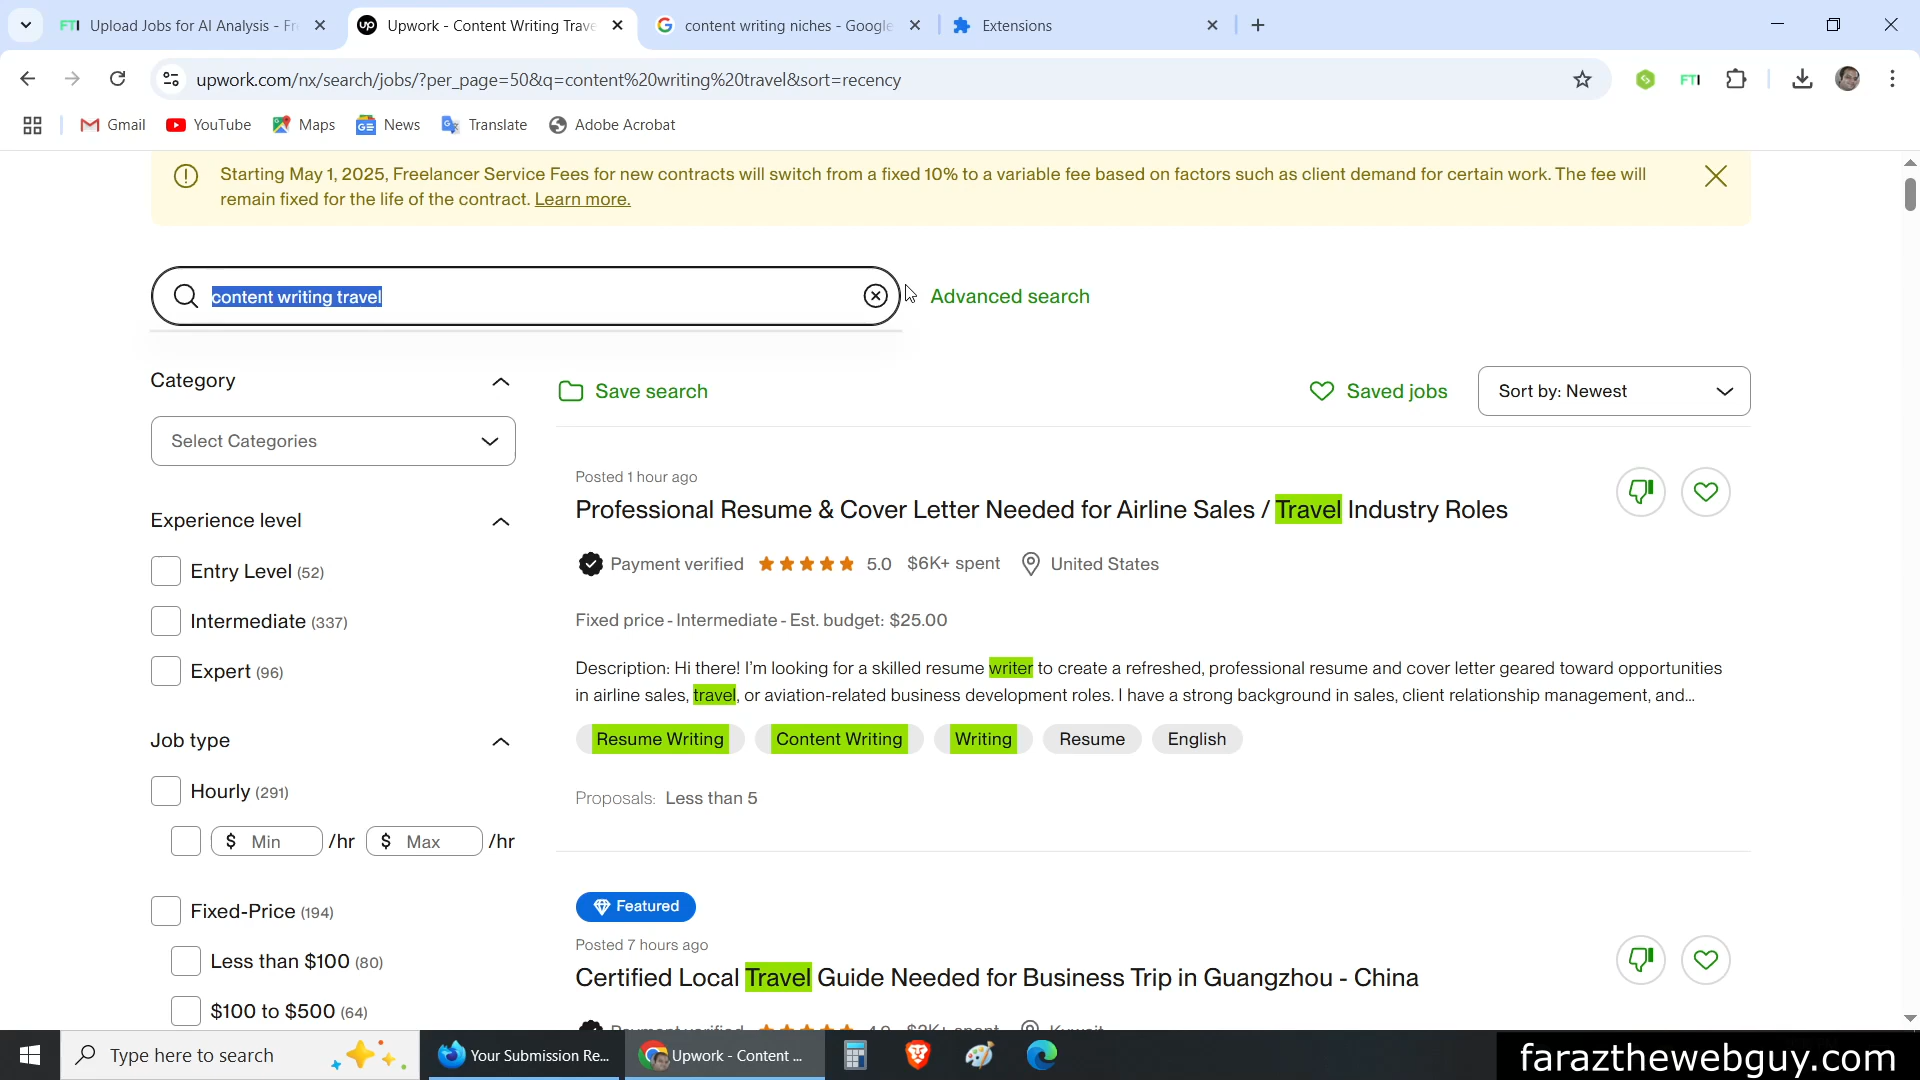 Upload Jobs for AI Analysis - Fr
Upwork - Content Writing Trave
content writing niches - Google
Extensions
upwork.com/nx/search/jobs/?per_page=50&q=content%20writing%20travel&sort=recency
FTI
Gmail
YouTube
Maps
News
Translate
Adobe Acrobat
Starting May 1, 2025, Freelancer Service Fees for new contracts will switch from a fixed 10% to a variable fee based on factors such as client demand for certain work. The fee will
remain fixed for the life of the contract. Learn more.
content writing travel
Advanced search
Category
Select Categories
Experience level
Entry Level (52)
Intermediate (337)
Expert (96)
Job type
Hourly (291)
$ Min /hr $ Max /hr
Fixed-Price (194)
Less than $100 (80)
$100 to $500 (64)
Save search
Saved jobs
Sort by: Newest
Posted 1 hour ago
Professional Resume & Cover Letter Needed for Airline Sales / Travel Industry Roles
Payment verified 5.0 $6K+ spent United States
Fixed price - Intermediate - Est. budget: $25.00
Description: Hi there! I'm looking for a skilled resume writer to create a refreshed, professional resume and cover letter geared toward opportunities
in airline sales, travel, or aviation-related business development roles. I have a strong background in sales, client relationship management, and...
Resume Writing Content Writing Writing Resume English
Proposals: Less than 5
Featured
Posted 7 hours ago
Certified Local Travel Guide Needed for Business Trip in Guangzhou - China
Payment verified 4.9 $2K+ spent Kuwait
Type here to search
Your Submission Re...
Upwork - Content ...
farazthewebguy.com